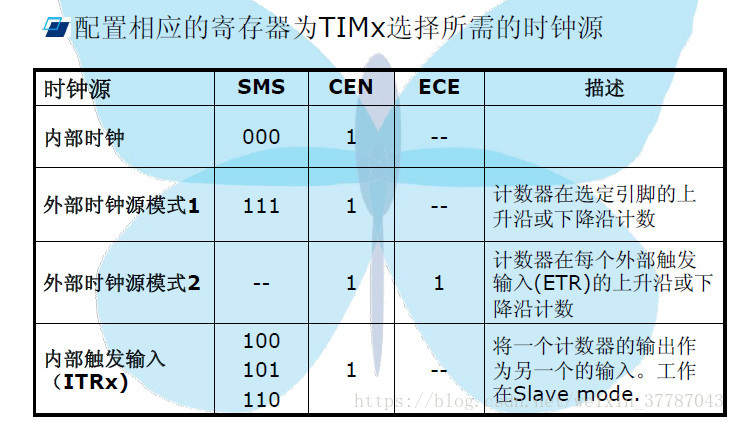 配置相应的寄存器为TIMx选择所需的时钟源
时钟源 SMS CEN ECE 描述
内部时钟 000 1 --
外部时钟源模式1 111 1 -- 计数器在选定引脚的上
升沿或下降沿计数
外部时钟源模式2 -- 1 1 计数器在每个外部触发
输入(ETR)的上升沿或下
降沿计数
内部触发输入
（ITRx) 100
101
110 1 -- 将一个计数器的输出作
为另一个的输入。工作
在Slave mode.
https://blog.csdn.net/weixin_37787043